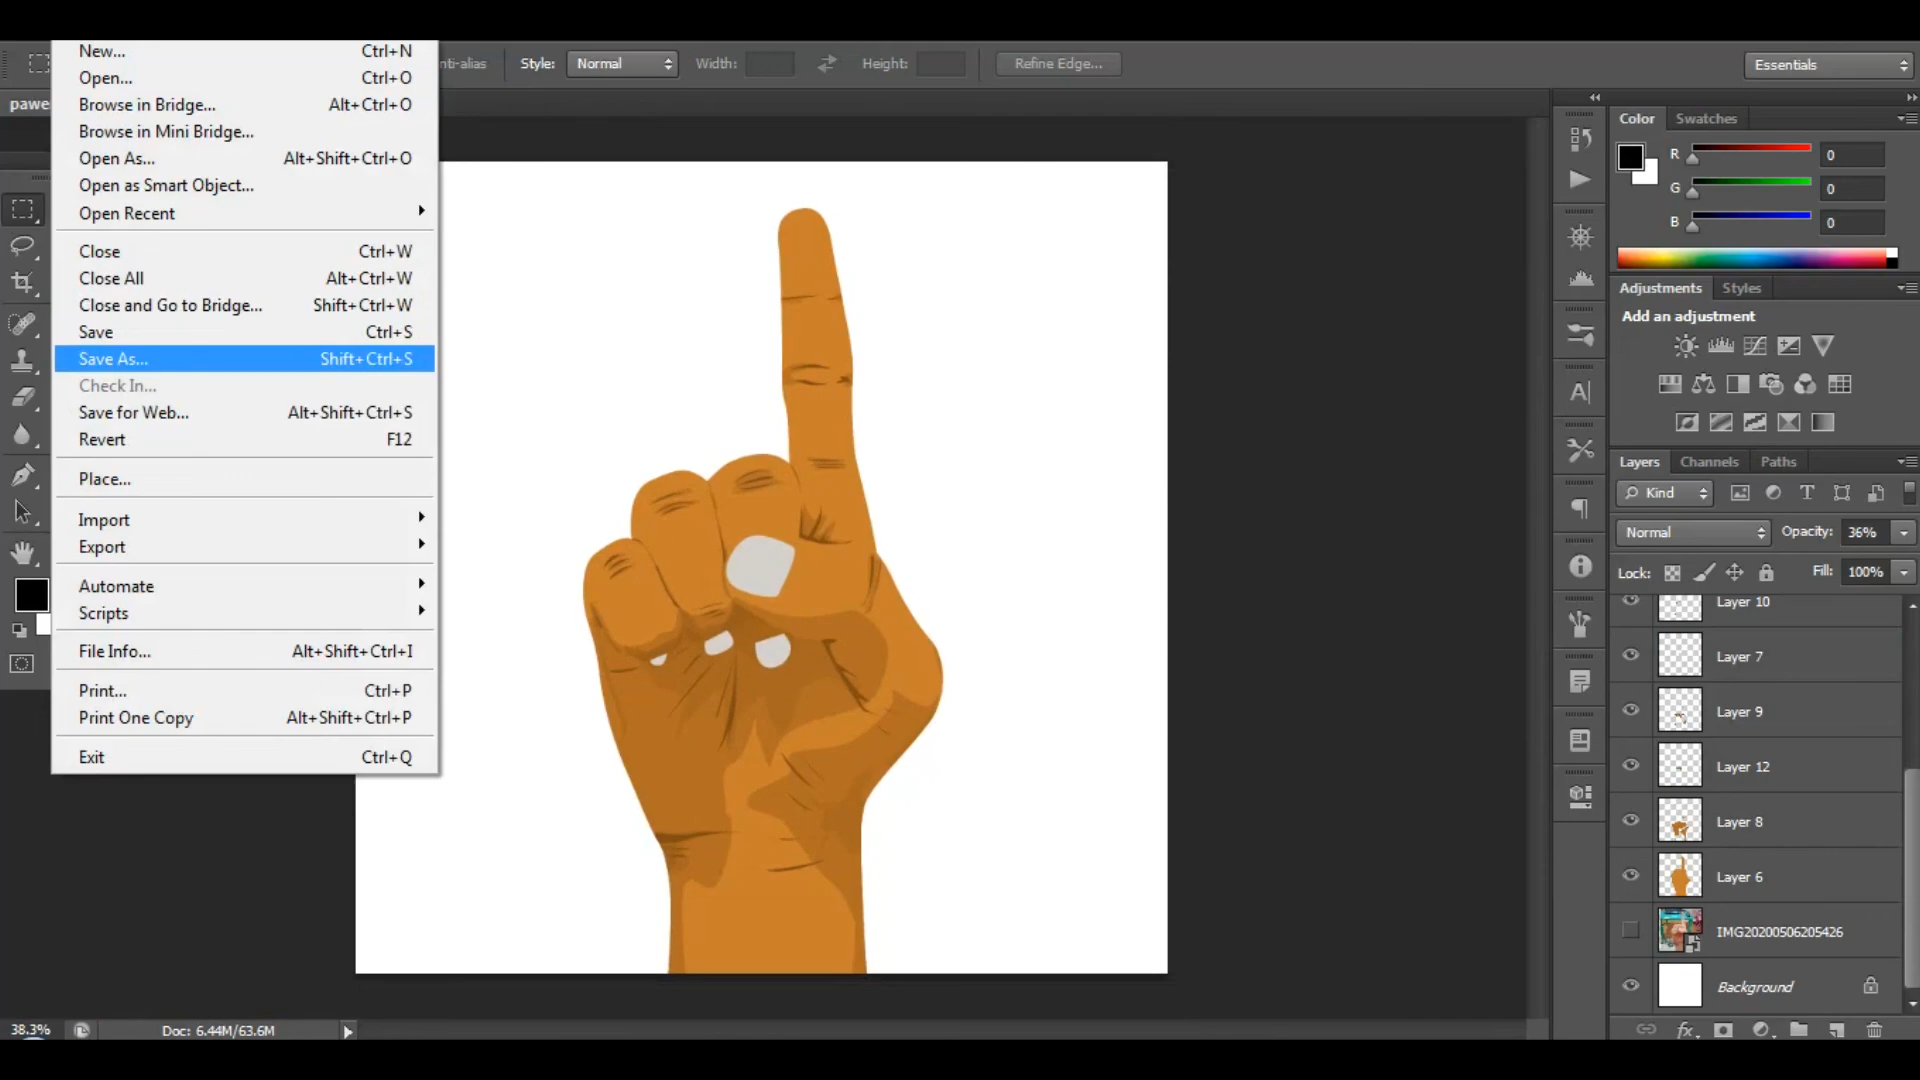 New... Ctrl+N
Open... Ctrl+O
Browse in Bridge... Alt+Ctrl+O
Browse in Mini Bridge...
Open As... Alt+Shift+Ctrl+O
Open as Smart Object...
Open Recent
Close Ctrl+W
Close All Alt+Ctrl+W
Close and Go to Bridge... Shift+Ctrl+W
Save Ctrl+S
Save As... Shift+Ctrl+S
Check In...
Save for Web... Alt+Shift+Ctrl+S
Revert F12
Place...
Import
Export
Automate
Scripts
File Info... Alt+Shift+Ctrl+I
Print... Ctrl+P
Print One Copy Alt+Shift+Ctrl+P
Exit Ctrl+Q
nti-alias Style: Normal Width: Height: Refine Edge... Essentials
pawe
Color Swatches
R 0
G 0
B 0
Adjustments Styles
Add an adjustment
Layers Channels Paths
Kind
Normal Opacity: 36%
Lock: Fill: 100%
Layer 10
Layer 7
Layer 9
Layer 12
Layer 8
Layer 6
IMG20200506205426
Background
38.3% Doc: 6.44M/63.6M